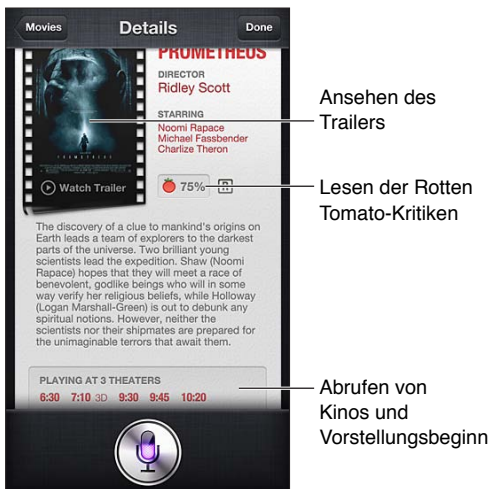 Movies
Details
Done
PROMETHEUS
DIRECTOR
Ridley Scott
STARRING
Noomi Rapace
Michael Fassbender
Charlize Theron
PROMETHEUS
Watch Trailer
75%
R
The discovery of a clue to mankind's origins on
Earth leads a team of explorers to the darkest
parts of the universe. Two brilliant young
scientists lead the expedition. Shaw (Noomi
Rapace) hopes that they will meet a race of
benevolent, godlike beings who will in some
way verify her religious beliefs, while Holloway
(Logan Marshall-Green) is out to debunk any
spiritual notions. However, neither the
scientists nor their shipmates are prepared for
the unimaginable terrors that await them.
PLAYING AT 3 THEATERS
6:30 7:10 3D 9:30 9:45 10:20
Ansehen des
Trailers
Lesen der Rotten
Tomato-Kritiken
Abrufen von
Kinos und
Vorstellungsbeginn